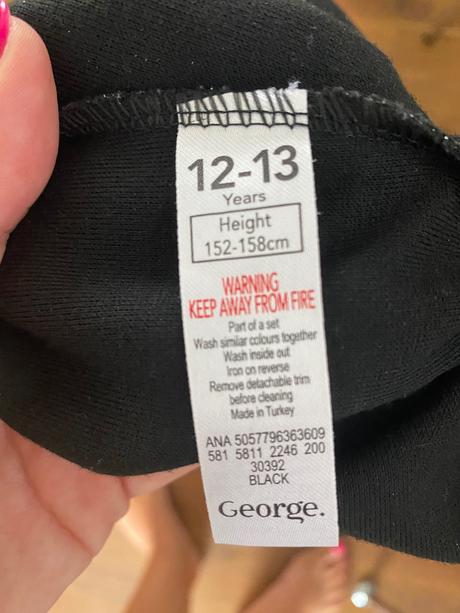 12-13
Years
Height
152-158cm
WARNING
KEEP AWAY FROM FIRE
Part of a set
Wash similar colours together
Wash inside out
Iron on reverse
Remove detachable trim
before cleaning
Made in Turkey
ANA 5057796363609
581 5811 2246 200
30392
BLACK
George.